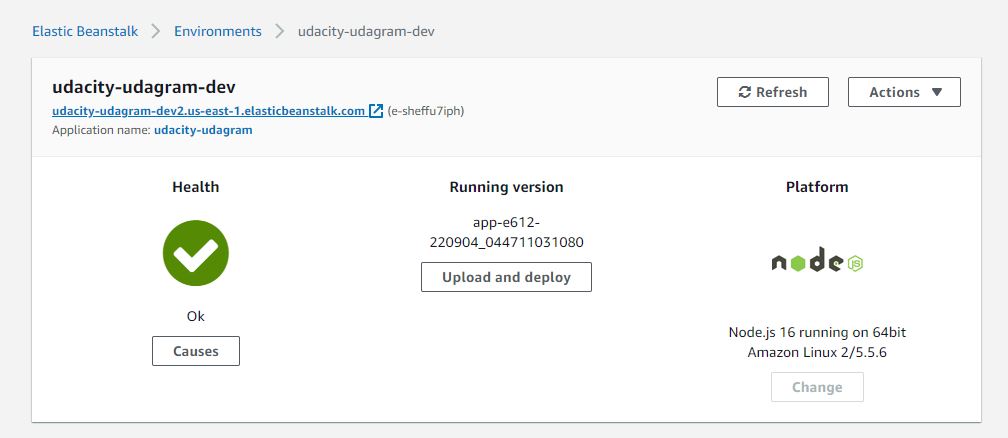 Elastic Beanstalk > Environments > udacity-udagram-dev
udacity-udagram-dev
udacity-udagram-dev2.us-east-1.elasticbeanstalk.com (e-sheffu7iph)
Application name: udacity-udagram
Refresh
Actions
Health
Ok
Causes
Running version
app-e612-
220904_044711031080
Upload and deploy
Platform
node JS
Node.js 16 running on 64bit
Amazon Linux 2/5.5.6
Change